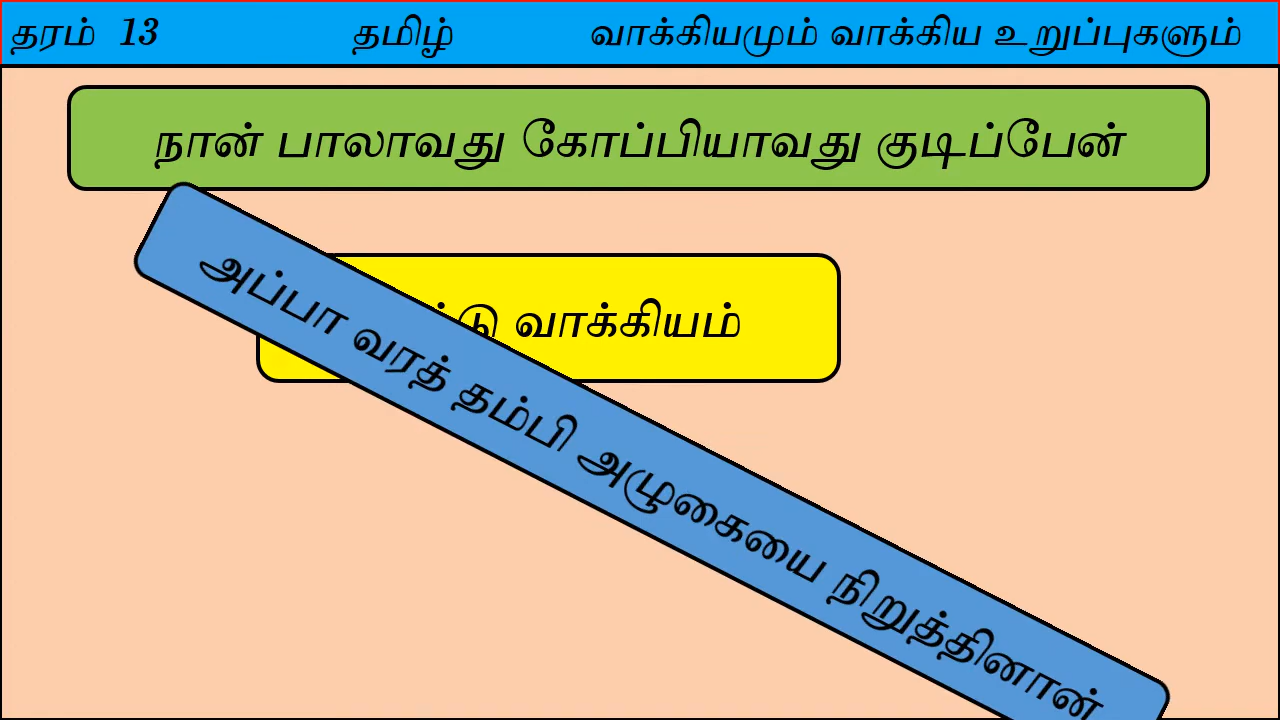 தரம் 13 தமிழ் வாக்கியமும் வாக்கிய உறுப்புகளும்
நான் பாலாவது கோப்பியாவது குடிப்பேன்
வாக்கியம்
அப்பா வரத் தம்பி அழுகையை நிறுத்தினான்